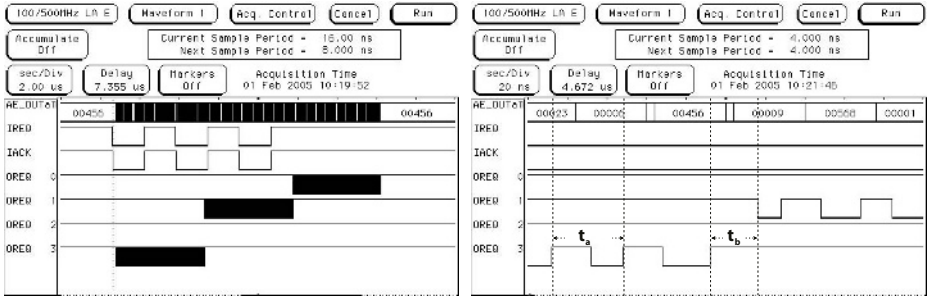 100/500MHz LA E Waveform 1 Acq. Control Cancel Run
Accumulate
Off
Current Sample Period = 16.00 ns
Next Sample Period = 8.000 ns
sec/Div
2.00 us
Delay
7.355 us
Markers
Off
Acquisition Time
01 Feb 2005 10:19:52
AE_OUT
00456 00456
IREQ
IACK
OREQ 0
OREQ 1
OREQ 2
OREQ 3
100/500MHz LA E Waveform 1 Acq. Control Cancel Run
Accumulate
Off
Current Sample Period = 4.000 ns
Next Sample Period = 4.000 ns
sec/Div
20 ns
Delay
4.672 us
Markers
Off
Acquisition Time
01 Feb 2005 10:21:46
AE_OUT
00023 00006 00456 00009 00001
IREQ
IACK
OREQ 0
OREQ 1
OREQ 2
OREQ 3
ta tb